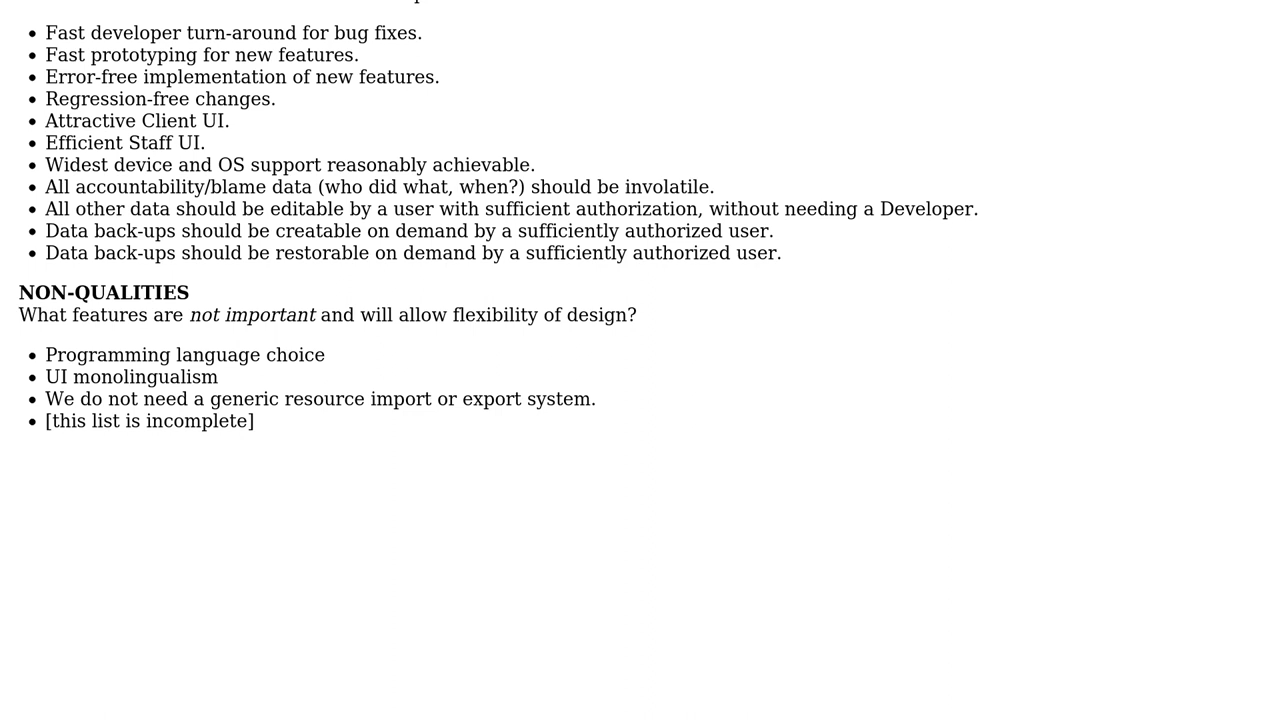 Fast developer turn-around for bug fixes.
Fast prototyping for new features.
Error-free implementation of new features.
Regression-free changes.
Attractive Client UI.
Efficient Staff UI.
Widest device and OS support reasonably achievable.
All accountability/blame data (who did what, when?) should be involatile.
All other data should be editable by a user with sufficient authorization, without needing a Developer.
Data back-ups should be creatable on demand by a sufficiently authorized user.
Data back-ups should be restorable on demand by a sufficiently authorized user.
NON-QUALITIES
What features are not important and will allow flexibility of design?
Programming language choice
UI monolingualism
We do not need a generic resource import or export system.
[this list is incomplete]